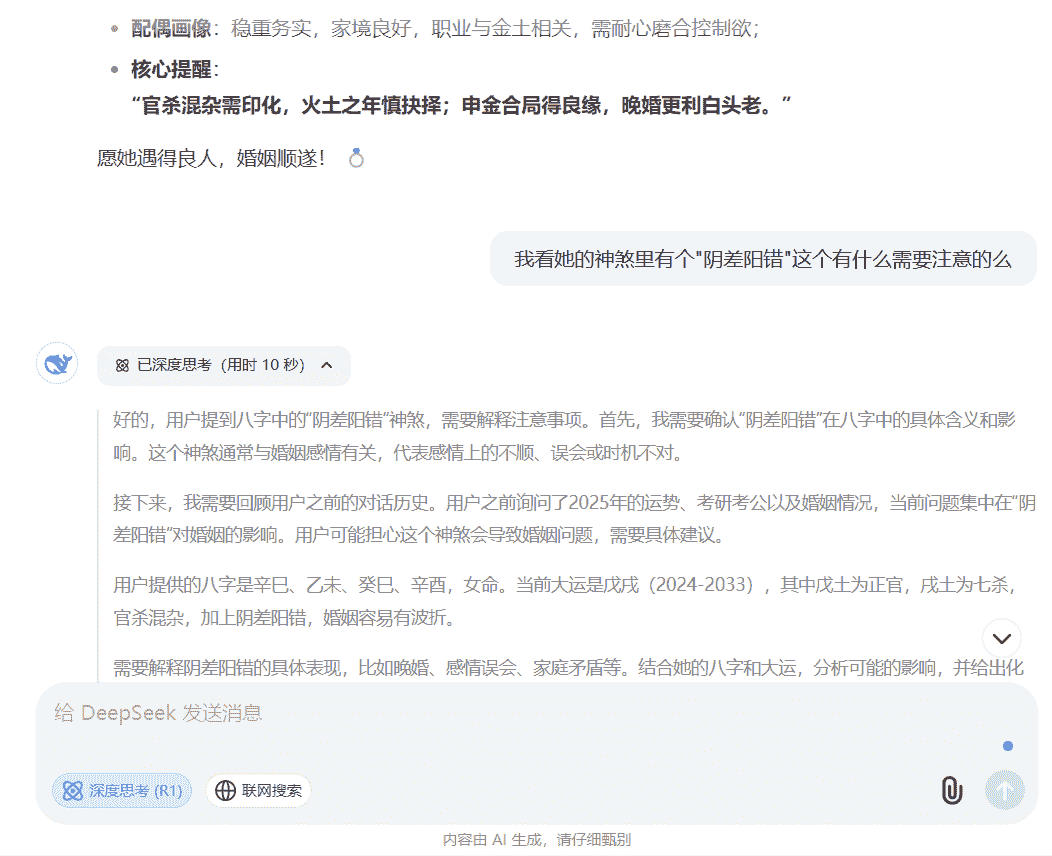 配偶画像：稳重务实，家境良好，职业与金土相关，需耐心磨合控制欲；
核心提醒：
“官杀混杂需印化，火土之年慎抉择；申金合局得良缘，晚婚更利白头老。”
愿她遇得良人，婚姻顺遂！
我看她的神煞里有个"阴差阳错"这个有什么需要注意的么
已深度思考（用时 10 秒）
好的，用户提到八字中的“阴差阳错”神煞，需要解释注意事项。首先，我需要确认“阴差阳错”在八字中的具体含义和影
响。这个神煞通常与婚姻感情有关，代表感情上的不顺、误会或时机不对。
接下来，我需要回顾用户之前的对话历史。用户之前询问了2025年的运势、考研考公以及婚姻情况，当前问题集中在“阴
差阳错”对婚姻的影响。用户可能担心这个神煞会导致婚姻问题，需要具体建议。
用户提供的八字是辛巳、乙未、癸巳、辛酉，女命。当前大运是戊戌（2024-2033），其中戊土为正官，戌土为七杀，
官杀混杂，加上阴差阳错，婚姻容易有波折。
需要解释阴差阳错的具体表现，比如晚婚、感情误会、家庭矛盾等。结合她的八字和大运，分析可能的影响，并给出化
给 DeepSeek 发送消息
深度思考 (R1)
联网搜索
内容由 AI 生成，请仔细甄别